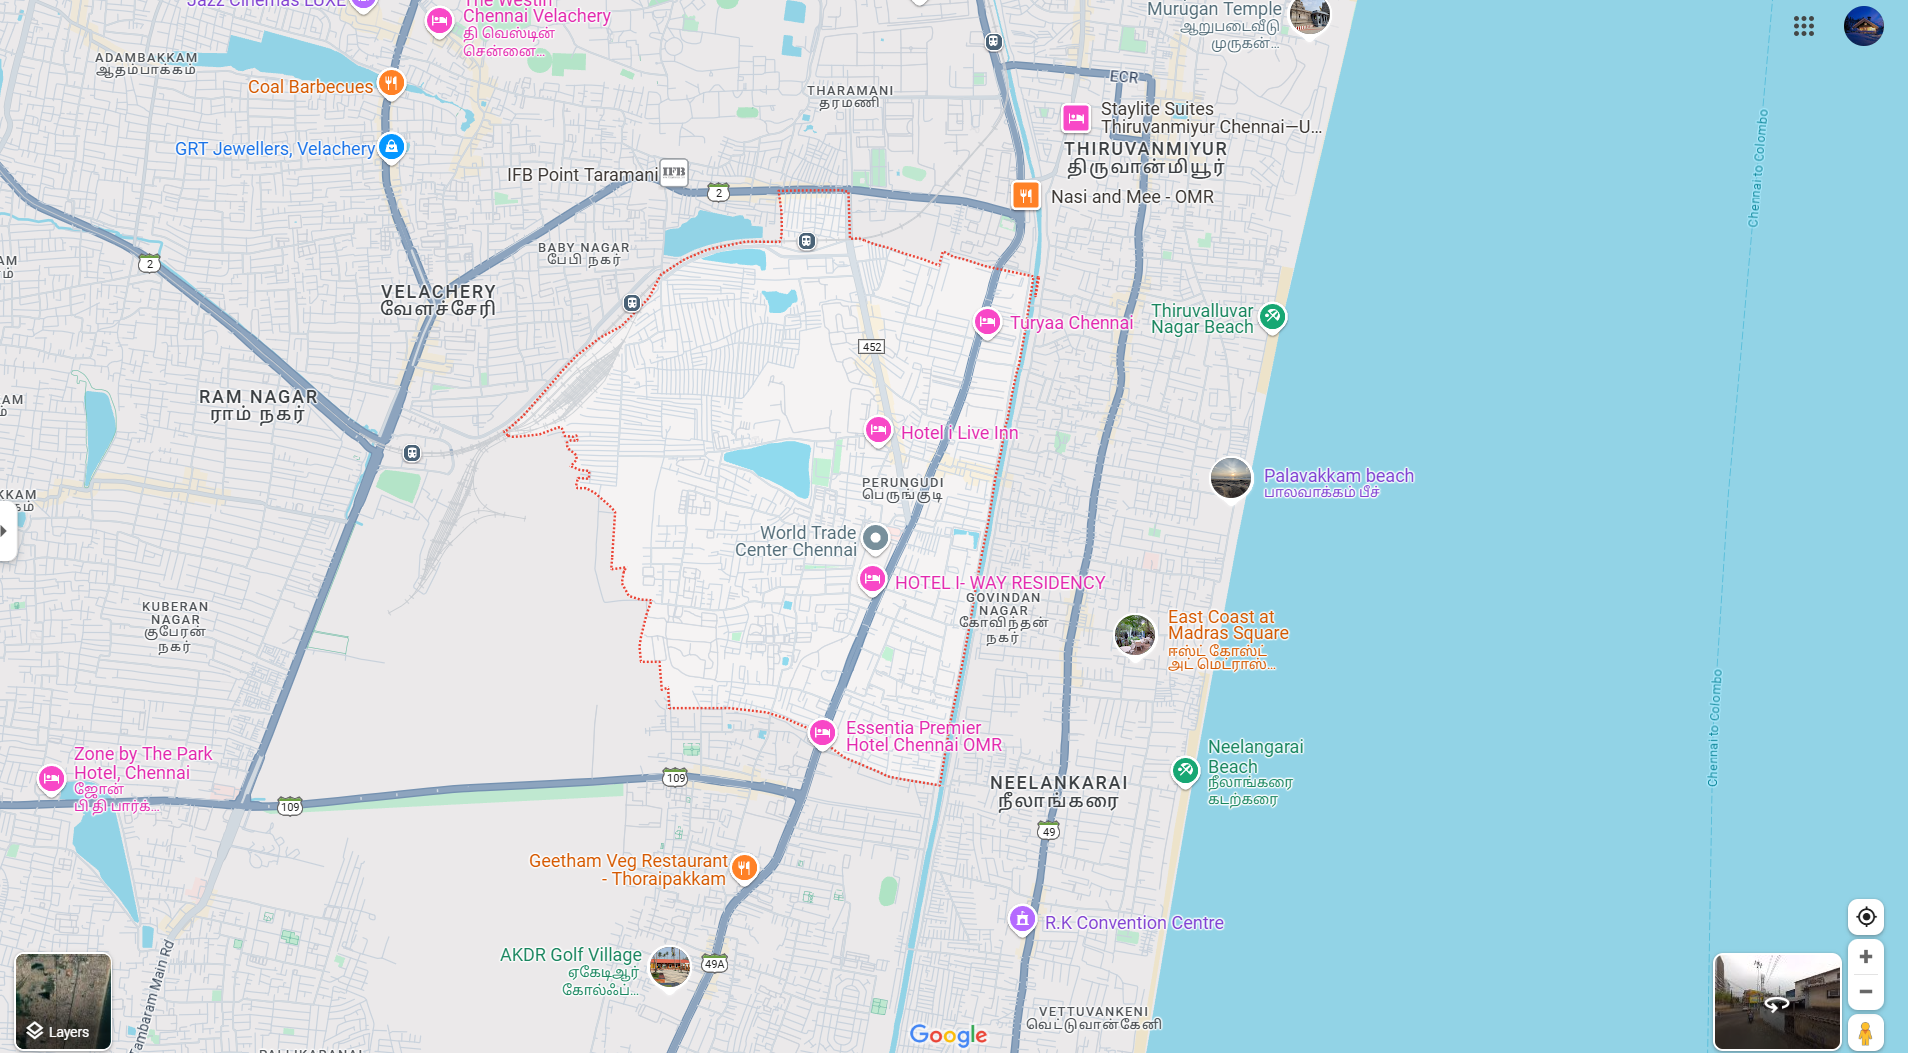 Jazz Cinemas LUXE
The Westin
Chennai Velachery
தி வெஸ்டின்
சென்னை...
Murugan Temple
ஆறுபடைவீடு
முருகன்...
ADAMBAKKAM
ஆதம்பாக்கம்
Coal Barbecues
ECR
THARAMANI
தரமணி
Staylite Suites
Thiruvanmiyur Chennai—U...
GRT Jewellers, Velachery
THIRUVANMIYUR
திருவான்மியூர்
IFB Point Taramani
IFB
2
Nasi and Mee - OMR
Chennai to Colombo
BABY NAGAR
பேபி நகர்
2
VELACHERY
வேளச்சேரி
Thiruvalluvar
Nagar Beach
Turyaa Chennai
452
RAM NAGAR
ராம் நகர்
Hotel i Live Inn
PERUNGUDI
பெருங்குடி
Palavakkam beach
பாலவாக்கம் பீச்
World Trade
Center Chennai
HOTEL I- WAY RESIDENCY
GOVINDAN
NAGAR
கோவிந்தன்
நகர்
KUBERAN
NAGAR
குபேரன்
நகர்
East Coast at
Madras Square
ஈஸ்ட் கோஸ்ட்
அட் மெட்ராஸ்...
Chennai to Colombo
Essentia Premier
Hotel Chennai OMR
Zone by The Park
Hotel, Chennai
ஜோன்
பி தி பார்க்...
Neelangarai
Beach
நீலாங்கரை
கடற்கரை
109
109
NEELANKARAI
நீலாங்கரை
49
Geetham Veg Restaurant
- Thoraipakkam
R.K Convention Centre
AKDR Golf Village
ஏகேடிஆர்
கோல்ஃப்...
49A
Tambaram Main Rd
VETTUVANKENI
வெட்டுவான்கேணி
Layers
Google
PALLIKARANAI